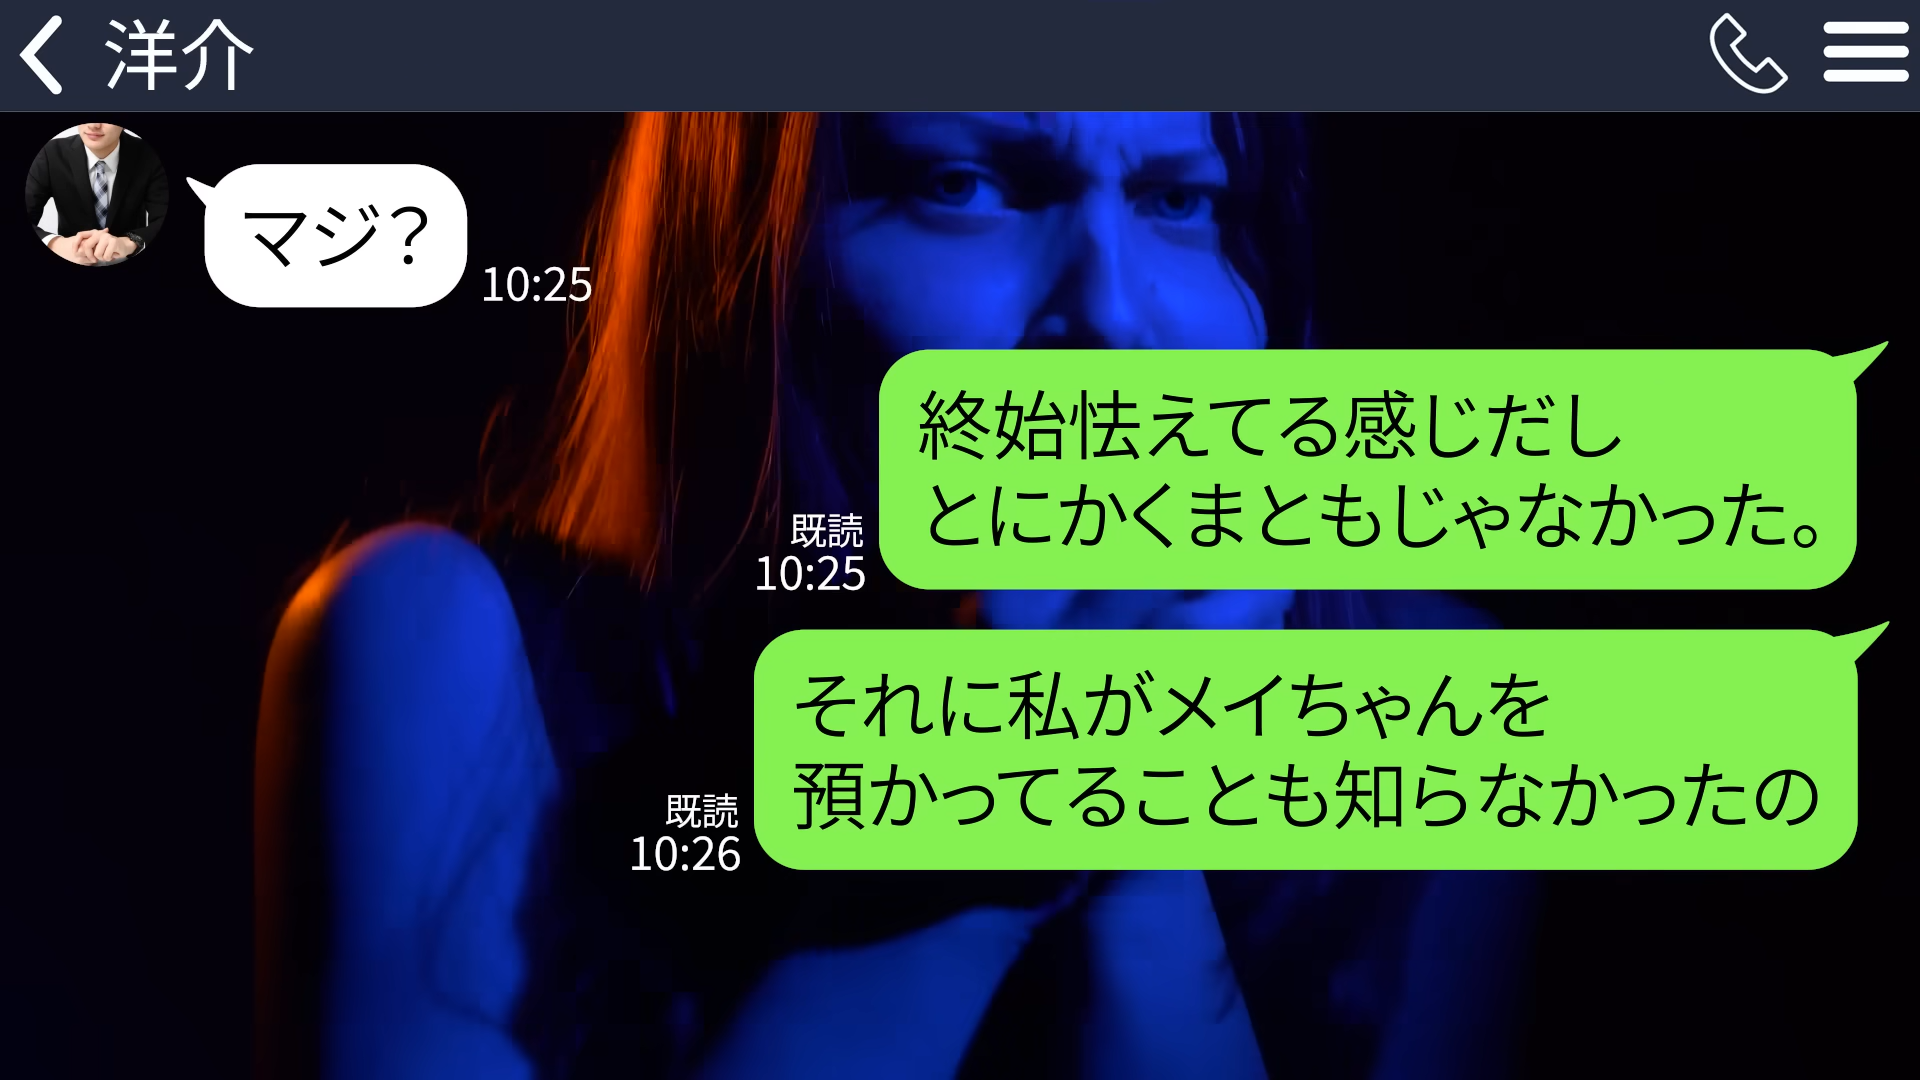 洋介
マジ？
10:25
終始怯えてる感じだし
とにかくまともじゃなかった。
既読
10:25
それに私がメイちゃんを
預かってることも知らなかったの
既読
10:26